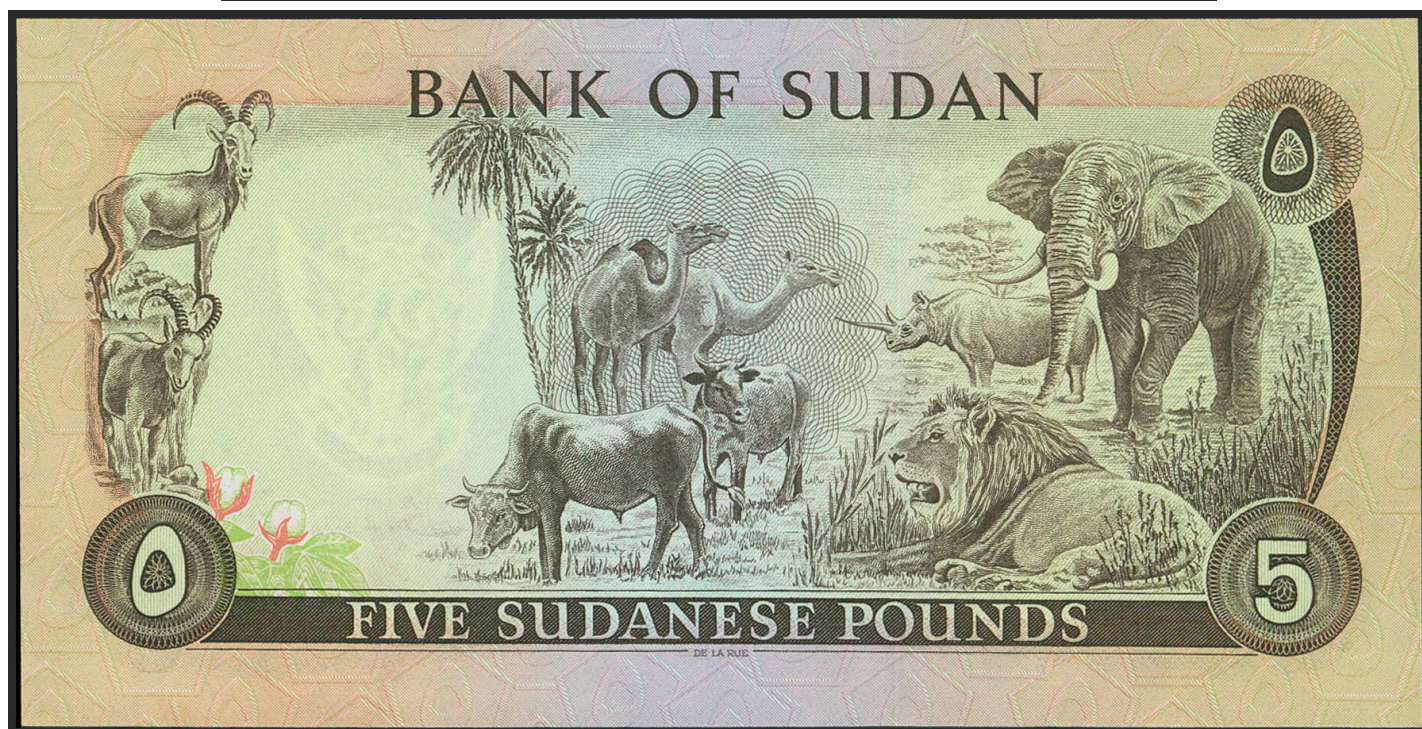 BANK OF SUDAN
٥
٥
5
FIVE SUDANESE POUNDS
DE LA RUE